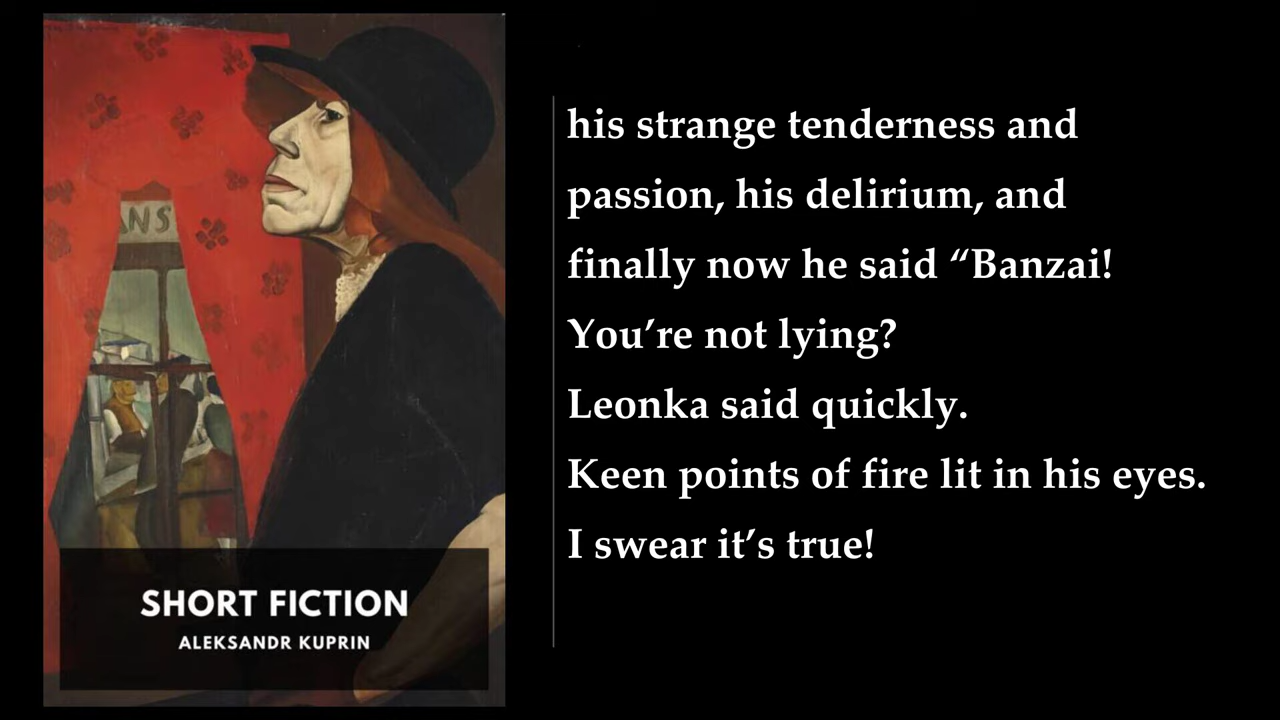 ANS
SHORT FICTION
ALEKSANDR KUPRIN
his strange tenderness and
passion, his delirium, and
finally now he said “Banzai!
You’re not lying?
Leonka said quickly.
Keen points of fire lit in his eyes.
I swear it’s true!